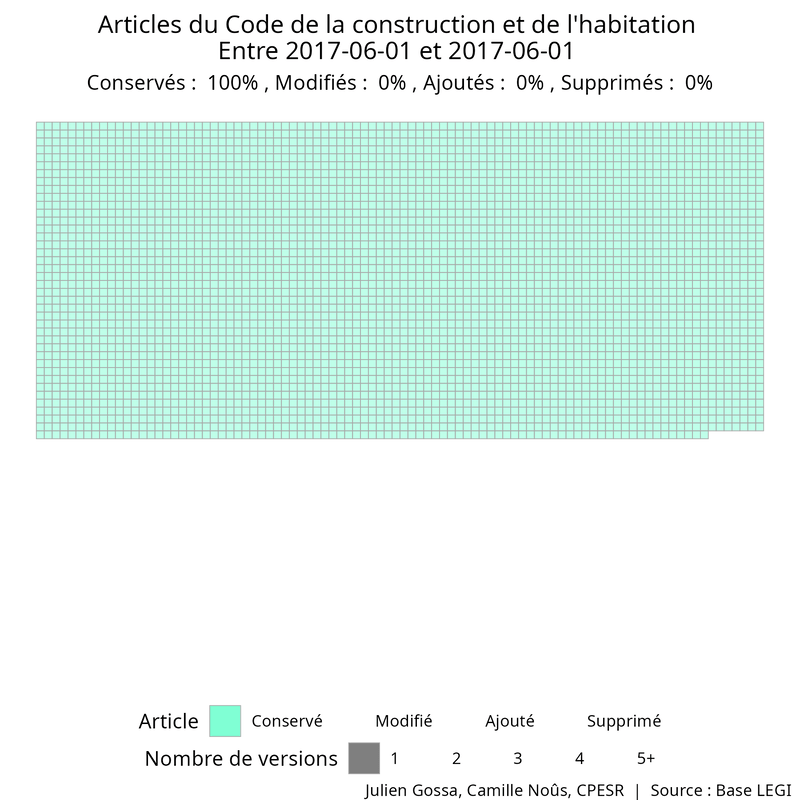 Articles du Code de la construction et de l'habitation
Entre 2017-06-01 et 2017-06-01
Conservés :  100% , Modifiés :  0% , Ajoutés :  0% , Supprimés :  0%
Article Conservé Modifié Ajouté Supprimé
Nombre de versions 1 2 3 4 5+
Julien Gossa, Camille Noûs, CPESR  |  Source : Base LEGI